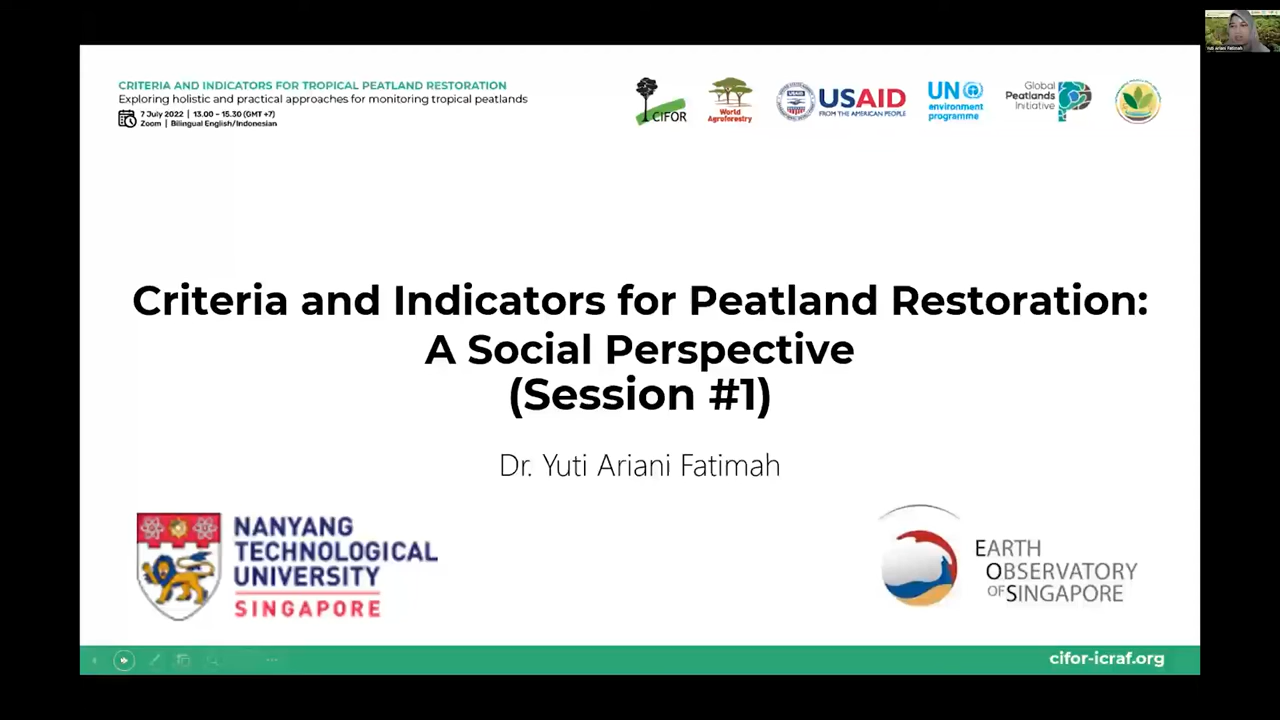 CRITERIA AND INDICATORS FOR TROPICAL PEATLAND RESTORATION
Exploring holistic and practical approaches for monitoring tropical peatlands
7 July 2022 | 13.00 – 15.30 (GMT +7)
Zoom | Bilingual English/Indonesian
CIFOR
World
Agroforestry
USAID
FROM THE AMERICAN PEOPLE
UN
environment
programme
Global
Peatlands
Initiative
Yuti Ariani Fatimah
Criteria and Indicators for Peatland Restoration:
A Social Perspective
(Session #1)
Dr. Yuti Ariani Fatimah
NANYANG
TECHNOLOGICAL
UNIVERSITY
SINGAPORE
EARTH
OBSERVATORY
OF SINGAPORE
cifor-icraf.org